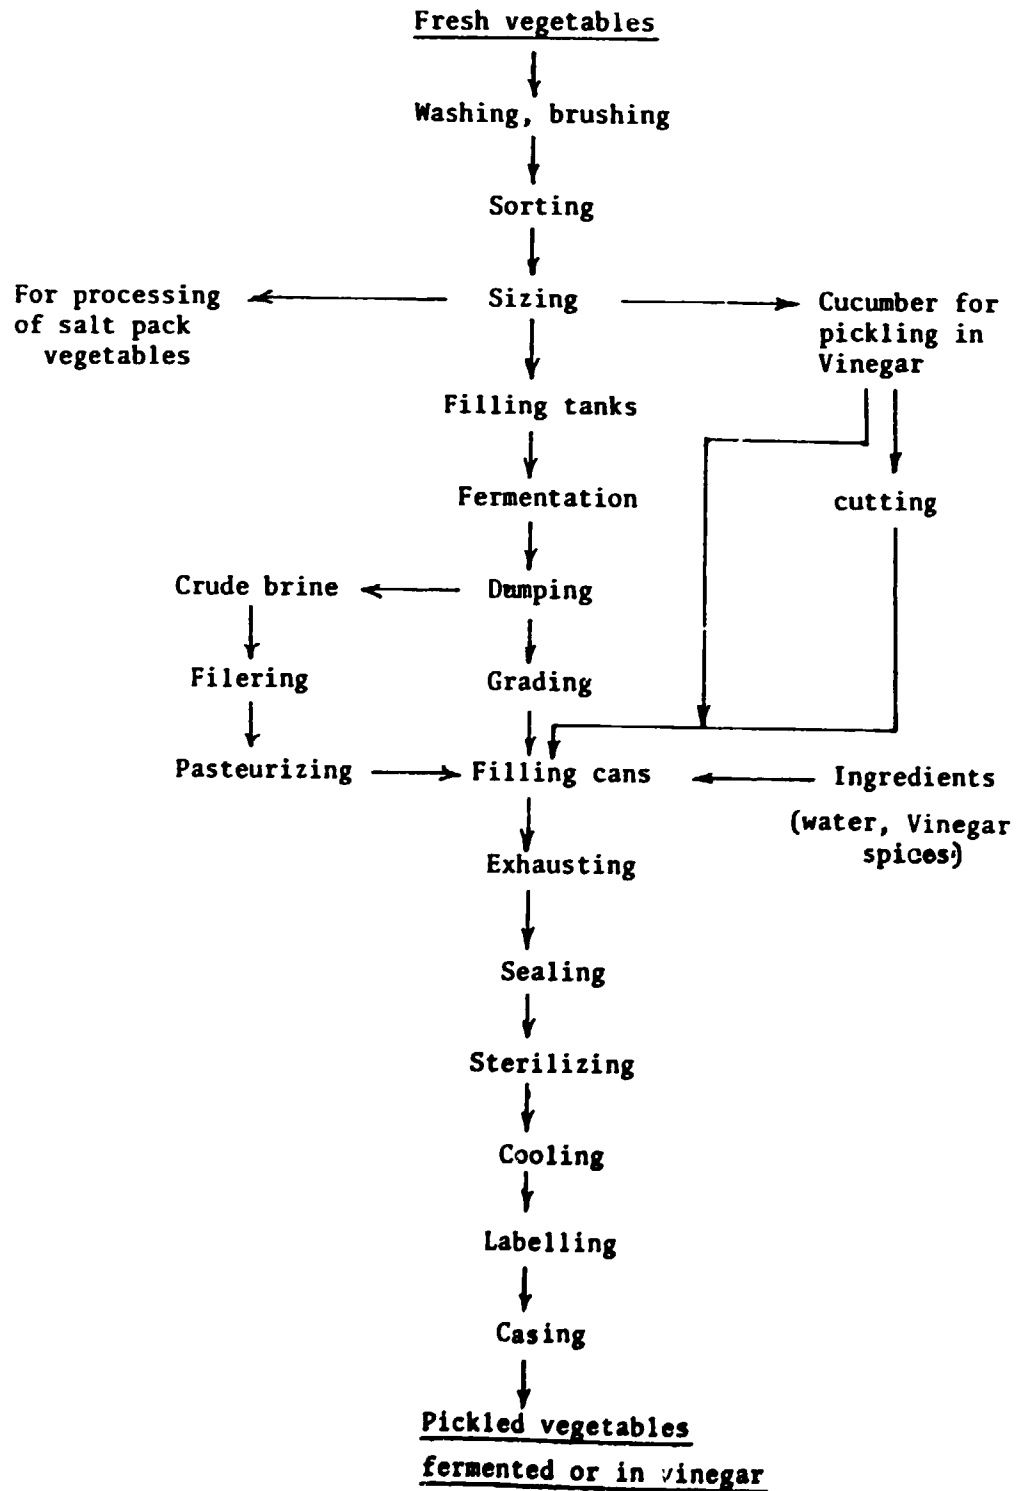 Fresh vegetables
Washing, brushing
Sorting
For processing
of salt pack
vegetables
Sizing
Cucumber for
pickling in
Vinegar
Filling tanks
Fermentation
cutting
Crude brine
Dumping
Filering
Grading
Pasteurizing
Filling cans
Ingredients
(water, Vinegar
spices)
Exhausting
Sealing
Sterilizing
Cooling
Labelling
Casing
Pickled vegetables
fermented or in vinegar